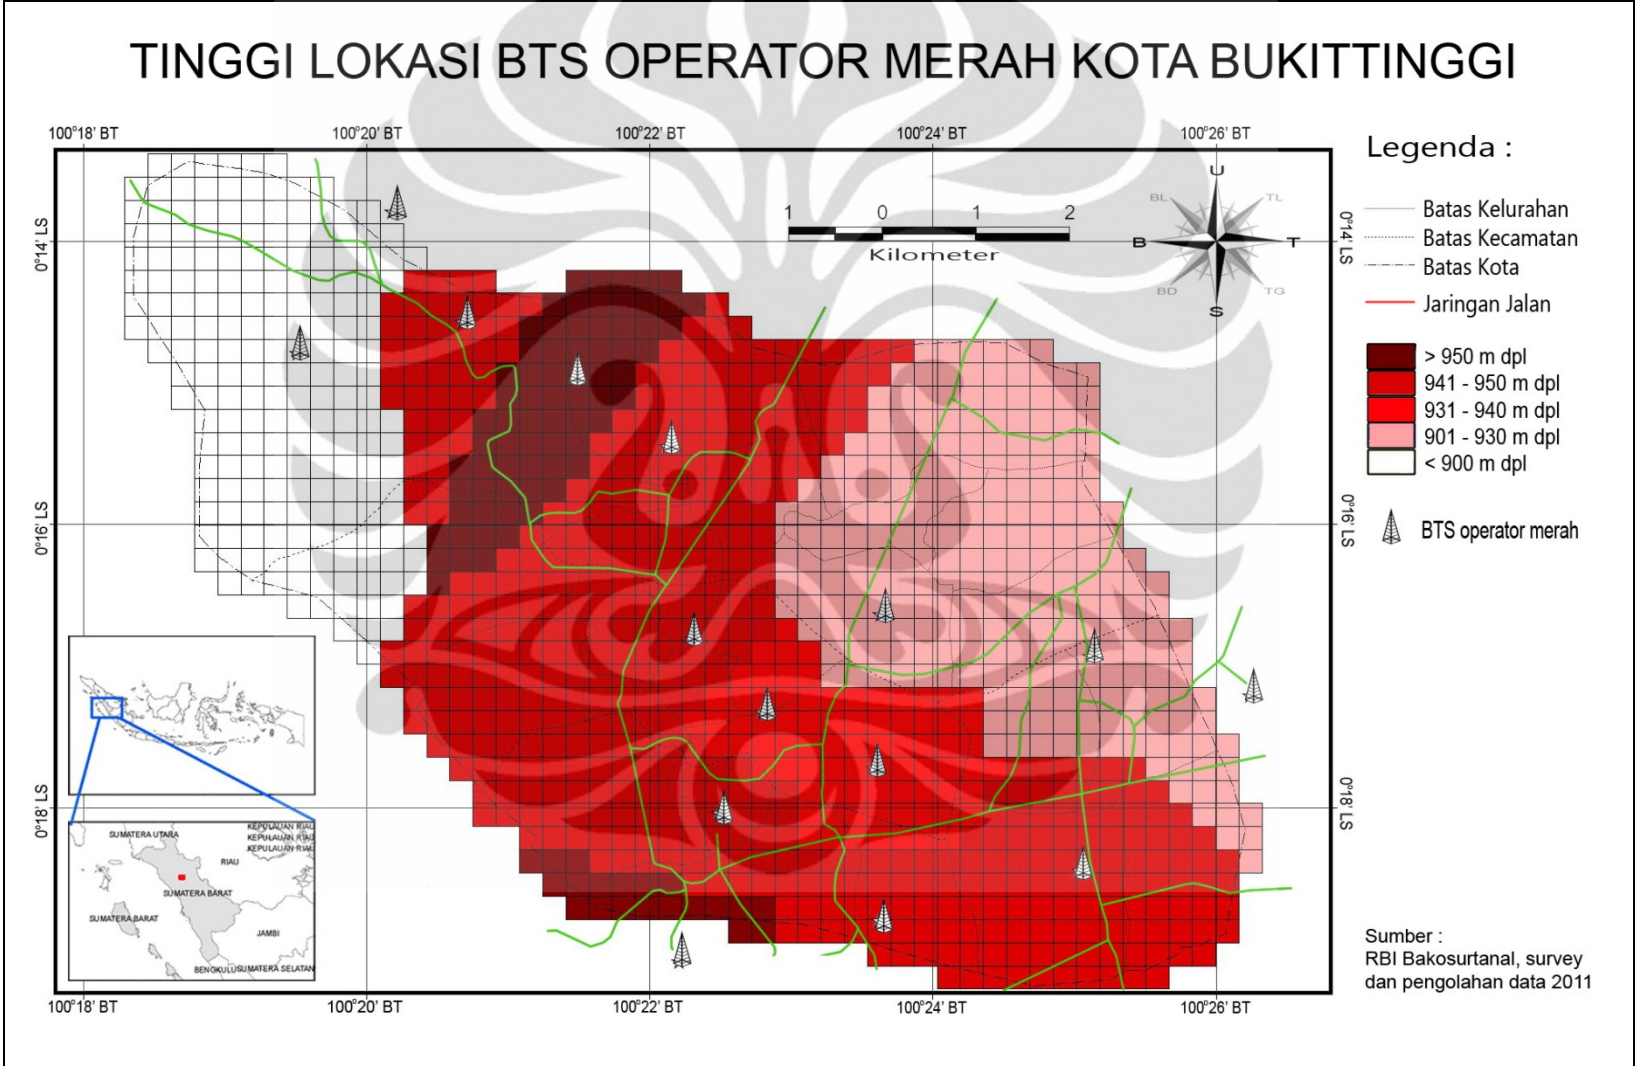 TINGGI LOKASI BTS OPERATOR MERAH KOTA BUKITTINGGI
100°18' BT 100°20' BT 100°22' BT 100°24' BT 100°26' BT
0°14' LS
0°16' LS
0°18' LS
1 0 1 2
Kilometer
U
BL TL
B T
BD TG
S
0°14' LS
0°16' LS
0°18' LS
Legenda :
Batas Kelurahan
Batas Kecamatan
Batas Kota
Jaringan Jalan
> 950 m dpl
941 - 950 m dpl
931 - 940 m dpl
901 - 930 m dpl
< 900 m dpl
BTS operator merah
SUMATERA UTARA
KEPULAUAN RIAU
KEPULAUAN RIAU
KEPULAUAN RIAU
RIAU
SUMATERA BARAT
SUMATERA BARAT
JAMBI
BENGKULU SUMATERA SELATAN
Sumber :
RBI Bakosurtanal, survey
dan pengolahan data 2011
100°18' BT 100°20' BT 100°22' BT 100°24' BT 100°26' BT